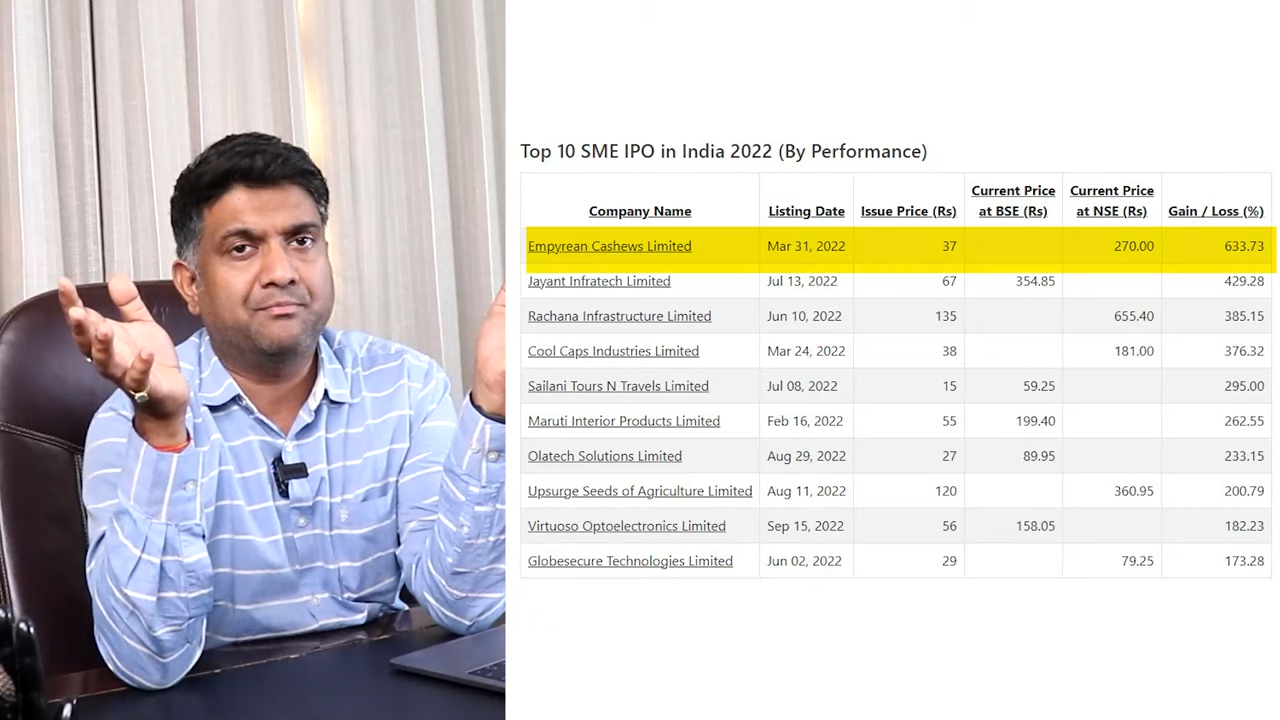 Top 10 SME IPO in India 2022 (By Performance)
Company Name Listing Date Issue Price (Rs) Current Price at BSE (Rs) Current Price at NSE (Rs) Gain / Loss (%)
Empyrean Cashews Limited Mar 31, 2022 37 270.00 633.73
Jayant Infratech Limited Jul 13, 2022 67 354.85 429.28
Rachana Infrastructure Limited Jun 10, 2022 135 655.40 385.15
Cool Caps Industries Limited Mar 24, 2022 38 181.00 376.32
Sailani Tours N Travels Limited Jul 08, 2022 15 59.25 295.00
Maruti Interior Products Limited Feb 16, 2022 55 199.40 262.55
Olatech Solutions Limited Aug 29, 2022 27 89.95 233.15
Upsurge Seeds of Agriculture Limited Aug 11, 2022 120 360.95 200.79
Virtuoso Optoelectronics Limited Sep 15, 2022 56 158.05 182.23
Globesecure Technologies Limited Jun 02, 2022 29 79.25 173.28